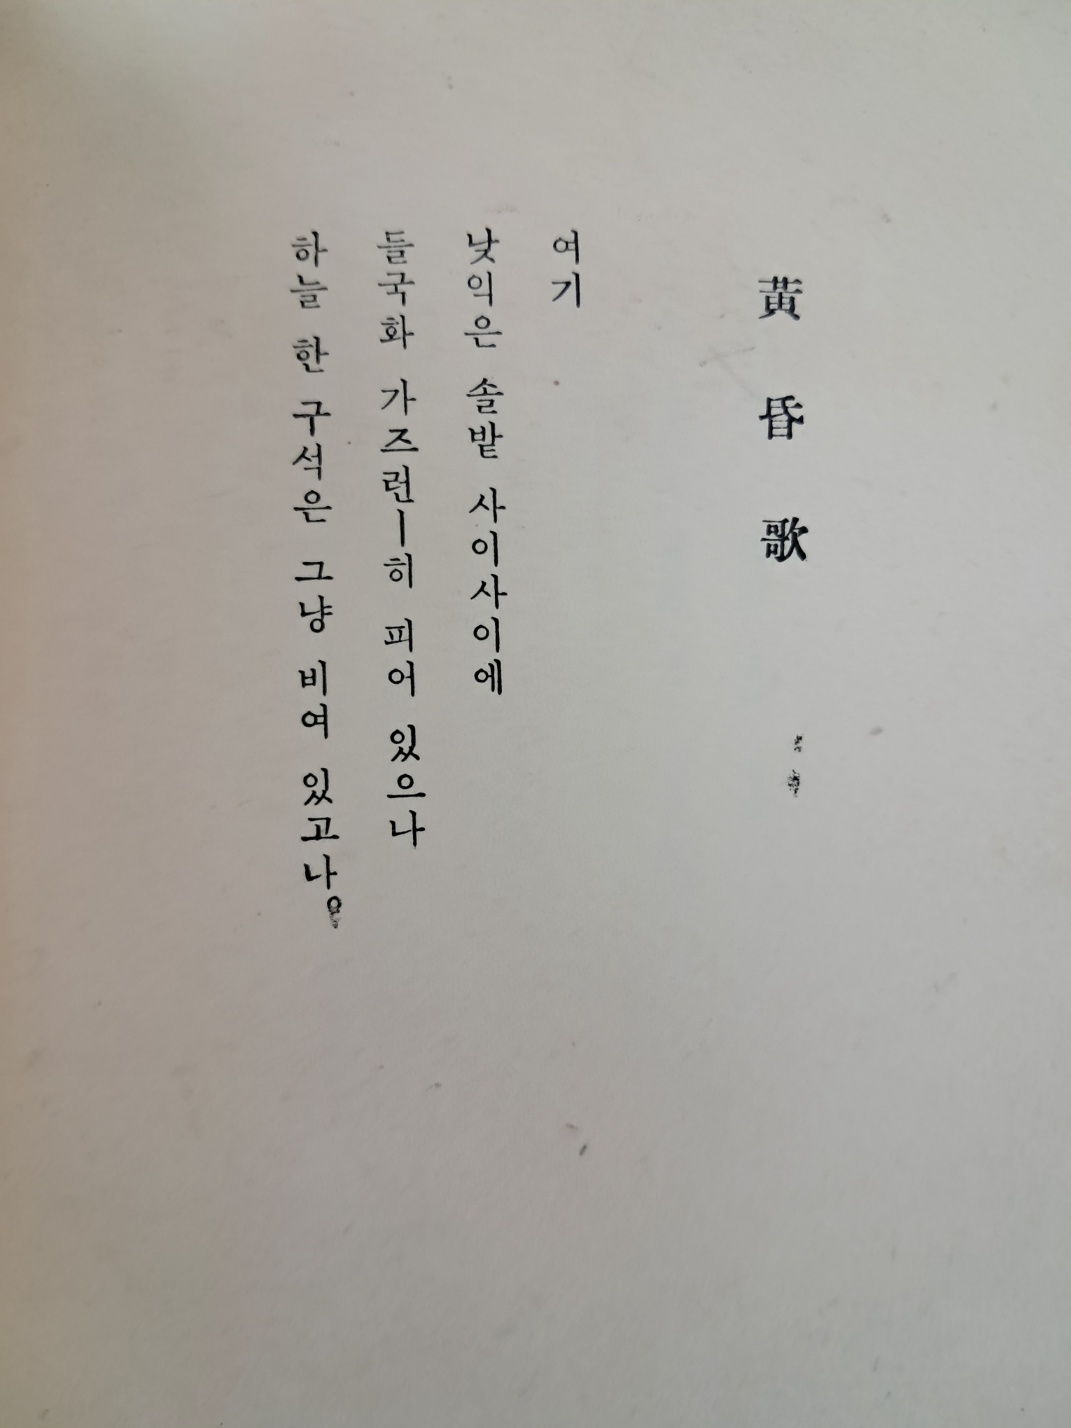 黃昏歌
여기
낯익은 솔밭 사이사이에
들국화 가즈런ー히 피어 있으나
하늘 한 구석은 그냥 비여 있고나。